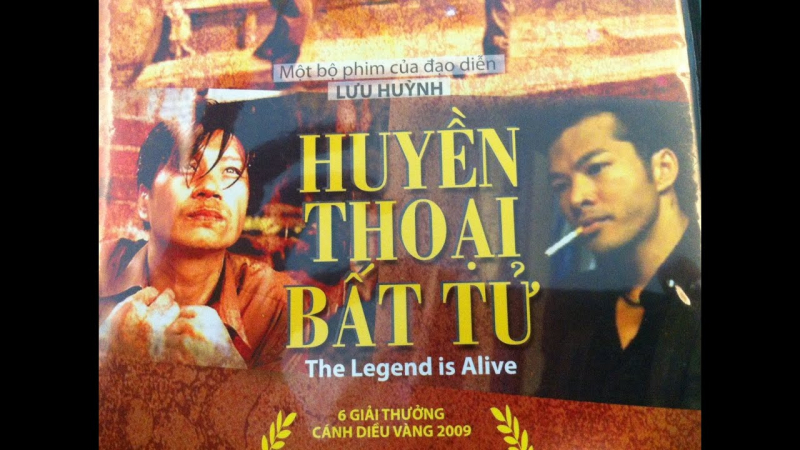 Một bộ phim của đạo diễn
LƯU HUỲNH
HUYỀN
THOẠI
BẤT TỬ
The Legend is Alive
6 GIẢI THƯỞNG
CÁNH DIỀU VÀNG 2009